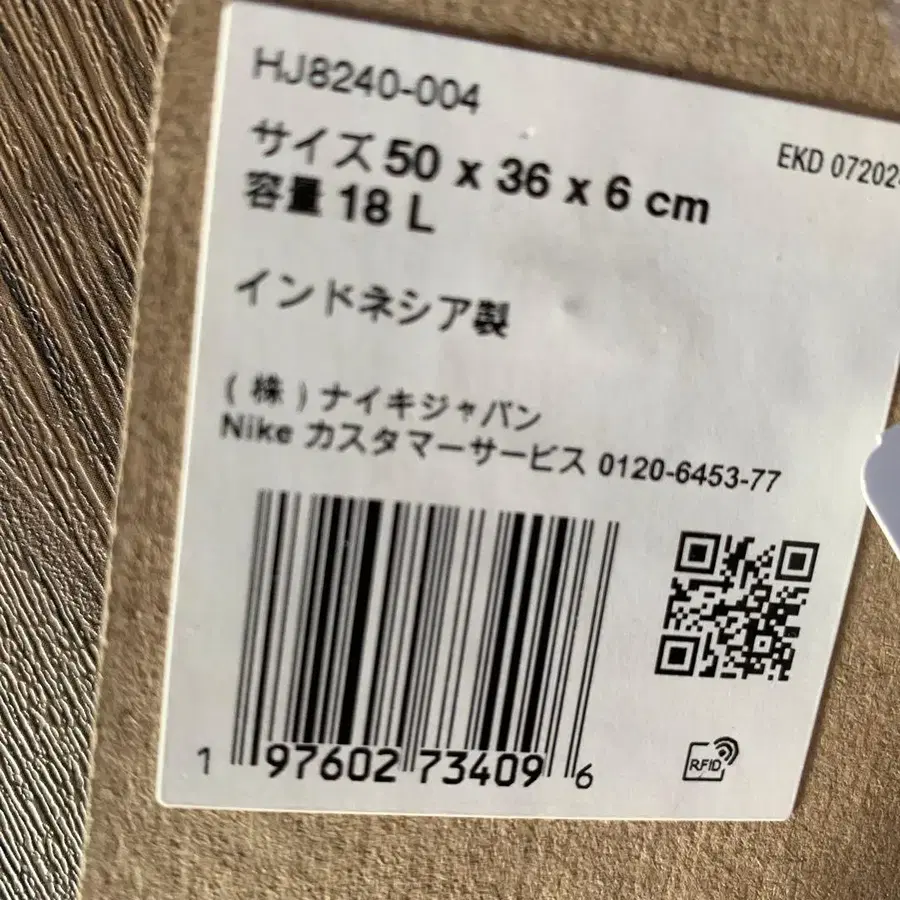 HJ8240-004
EKD 07202
サイズ 50 x 36 x 6 cm
容量 18 L
インドネシア製
(株)ナイキジャパン
Nike カスタマーサービス 0120-6453-77
1 97602 73409 6
RFID